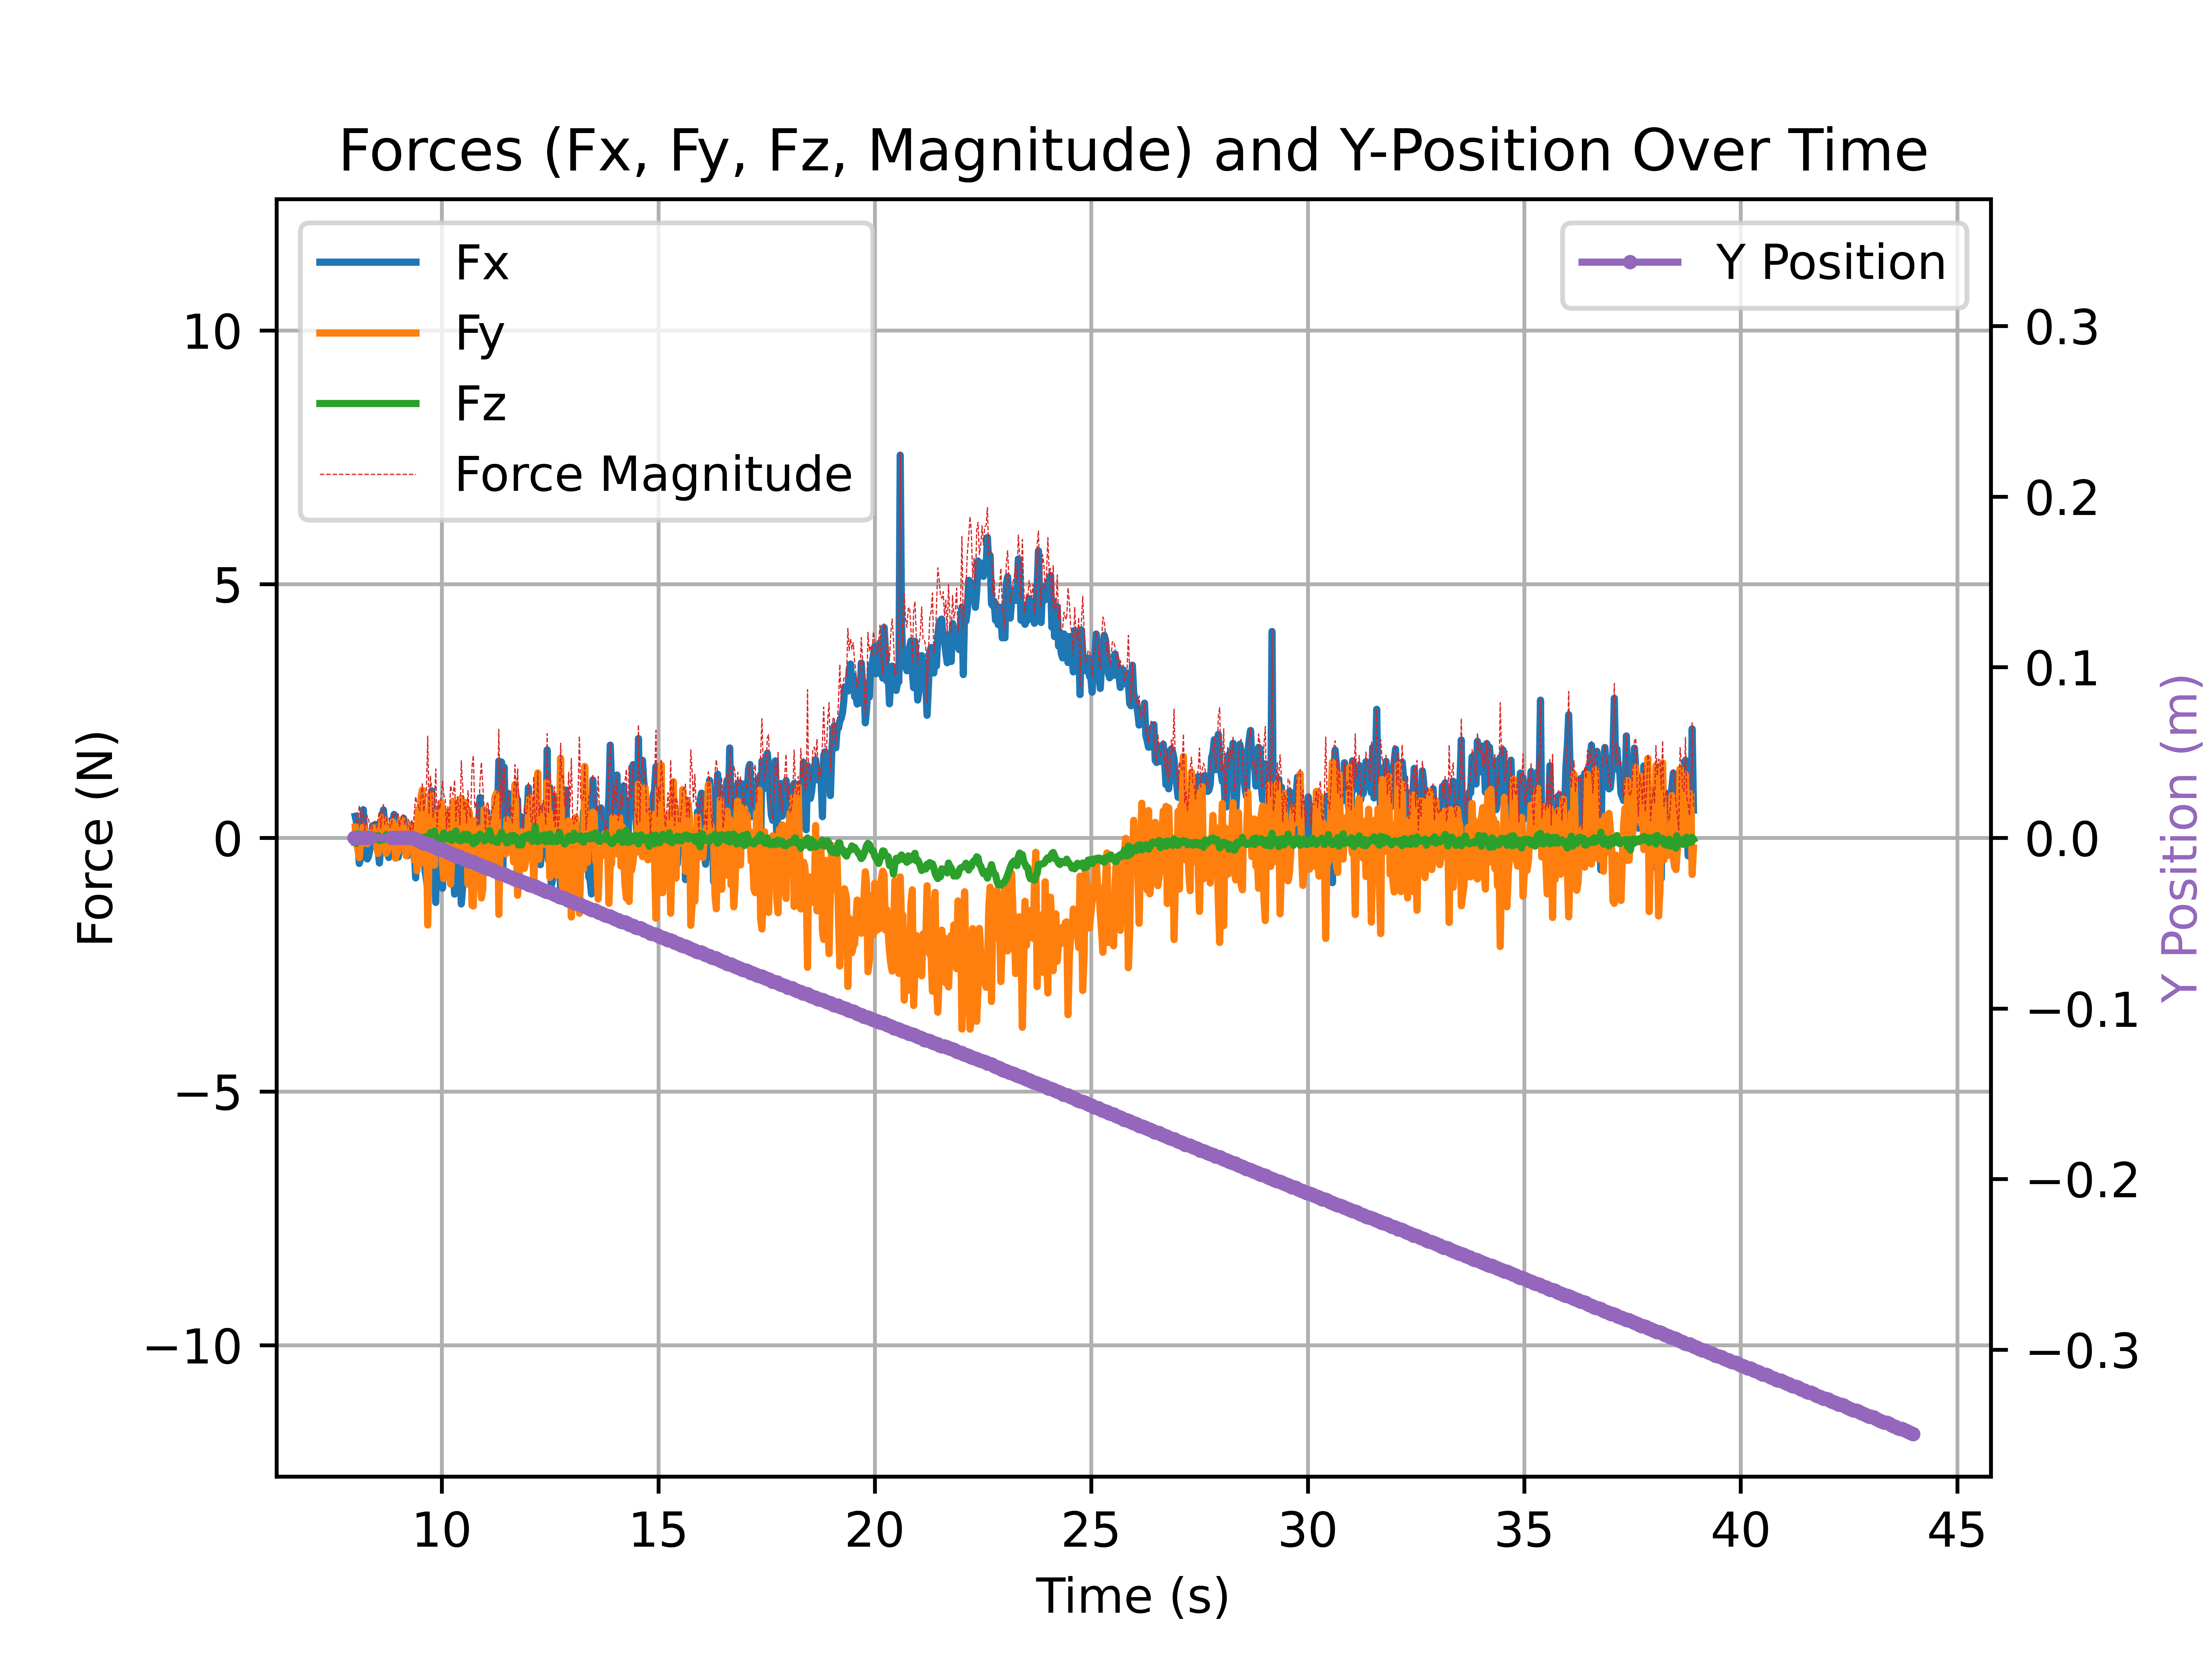 Forces (Fx, Fy, Fz, Magnitude) and Y-Position Over Time
Fx
Fy
Fz
Force Magnitude
Y Position
10
5
0
−5
−10
Force (N)
0.3
0.2
0.1
0.0
−0.1
−0.2
−0.3
Y Position (m)
10 15 20 25 30 35 40 45
Time (s)